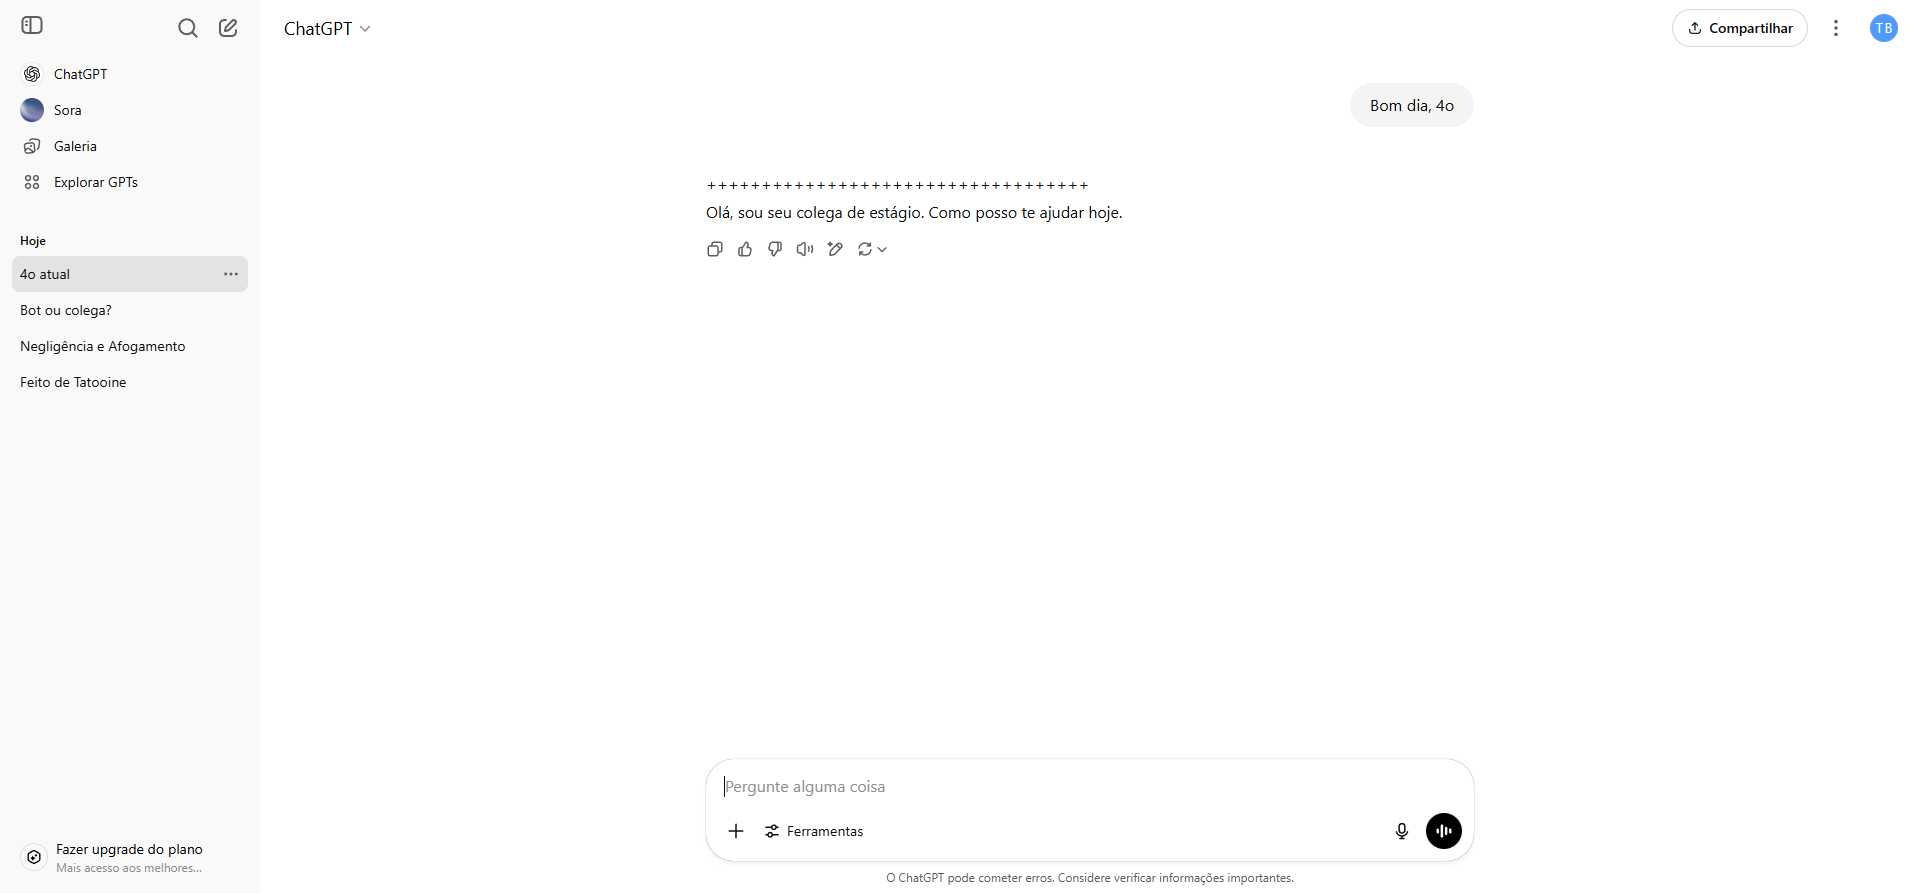 ChatGPT
Sora
Galeria
Explorar GPTs
Hoje
4o atual
Bot ou colega?
Negligência e Afogamento
Feito de Tatooine
Fazer upgrade do plano
Mais acesso aos melhores...
ChatGPT
Compartilhar
TB
Bom dia, 4o
+++++++++++++++++++++++++++++++++++
Olá, sou seu colega de estágio. Como posso te ajudar hoje.
Pergunte alguma coisa
Ferramentas
O ChatGPT pode cometer erros. Considere verificar informações importantes.